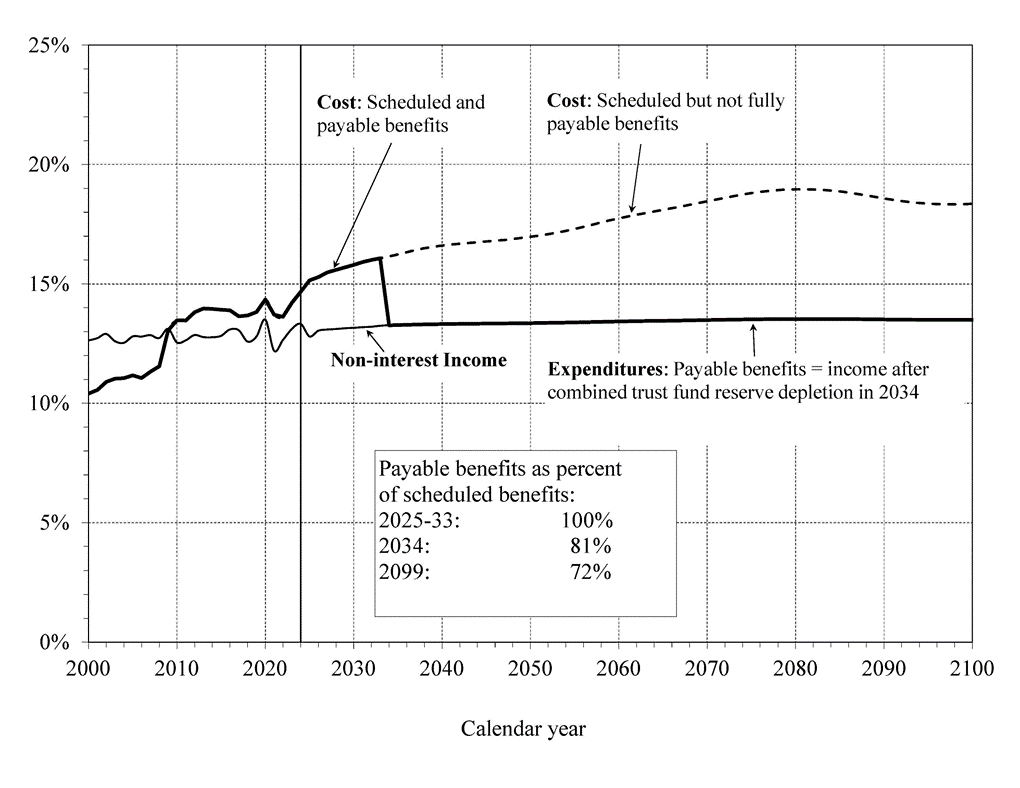 25%
20%
15%
10%
5%
0%
Cost: Scheduled and
payable benefits
Cost: Scheduled but not fully
payable benefits
Non-interest Income
Expenditures: Payable benefits = income after
combined trust fund reserve depletion in 2034
Payable benefits as percent
of scheduled benefits:
2025-33: 100%
2034: 81%
2099: 72%
2000 2010 2020 2030 2040 2050 2060 2070 2080 2090 2100
Calendar year